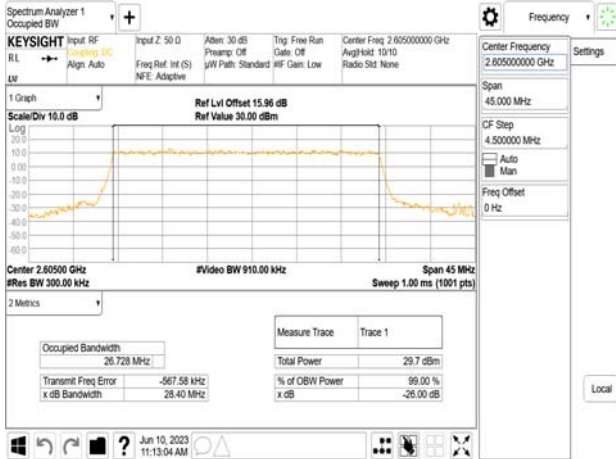 Spectrum Analyzer 1
Occupied BW
Frequency
KEYSIGHT
Input: RF
Coupling: DC
Align: Auto
RL
Input Z: 50 Ω
Freq Ref: Int (S)
NFE: Adaptive
Atten: 30 dB
Preamp: Off
µW Path: Standard
Trig: Free Run
Gate: Off
#IF Gain: Low
Center Freq: 2.605000000 GHz
Avg|Hold: 10/10
Radio Std: None
Center Frequency
2.605000000 GHz
Settings
Span
45.000 MHz
CF Step
4.500000 MHz
Auto
Man
Freq Offset
0 Hz
Local
1 Graph
Scale/Div 10.0 dB
Ref Lvl Offset 15.96 dB
Ref Value 30.00 dBm
Log
20.0
10.0
0.00
-10.0
-20.0
-30.0
-40.0
-50.0
-60.0
Center 2.60500 GHz
#Res BW 300.00 kHz
#Video BW 910.00 kHz
Span 45 MHz
Sweep 1.00 ms (1001 pts)
2 Metrics
Measure Trace Trace 1
Occupied Bandwidth
26.728 MHz
Total Power 29.7 dBm
Transmit Freq Error -567.58 kHz
% of OBW Power 99.00 %
x dB Bandwidth 28.40 MHz
x dB -26.00 dB
Jun 10, 2023
11:13:04 AM